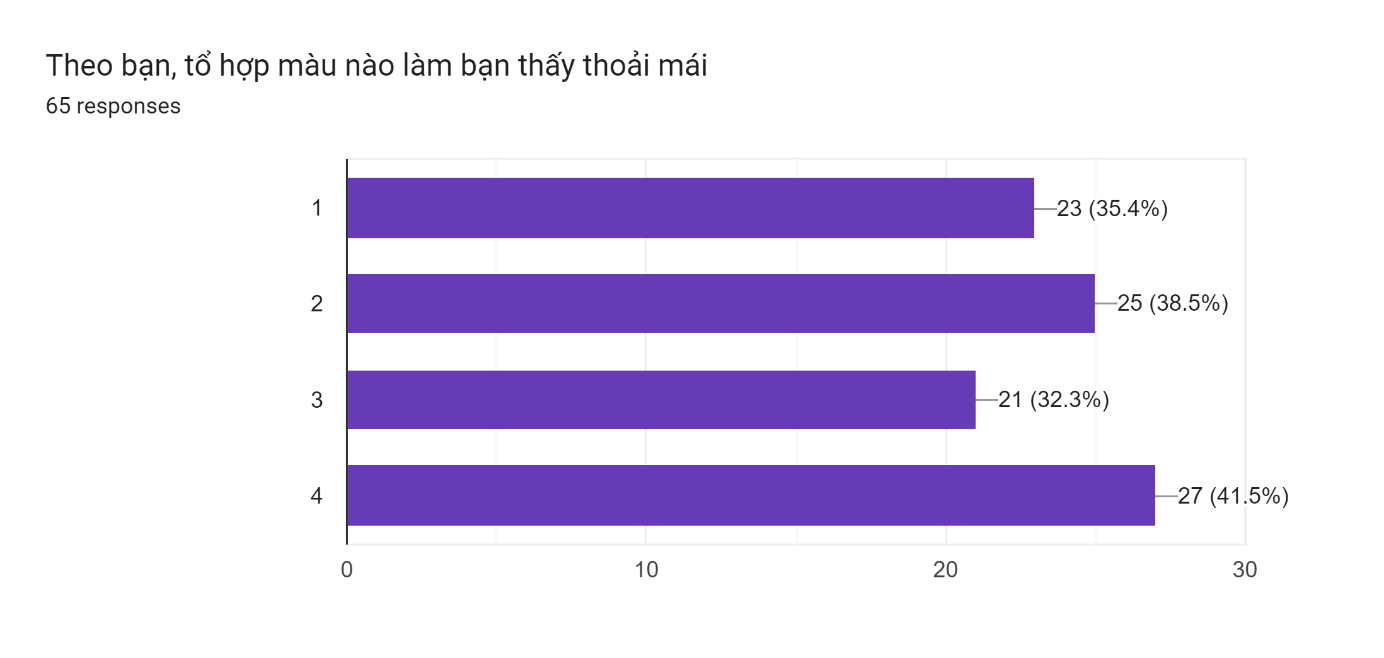 Theo bạn, tổ hợp màu nào làm bạn thấy thoải mái
65 responses
1
23 (35.4%)
2
25 (38.5%)
3
21 (32.3%)
4
27 (41.5%)
0 10 20 30